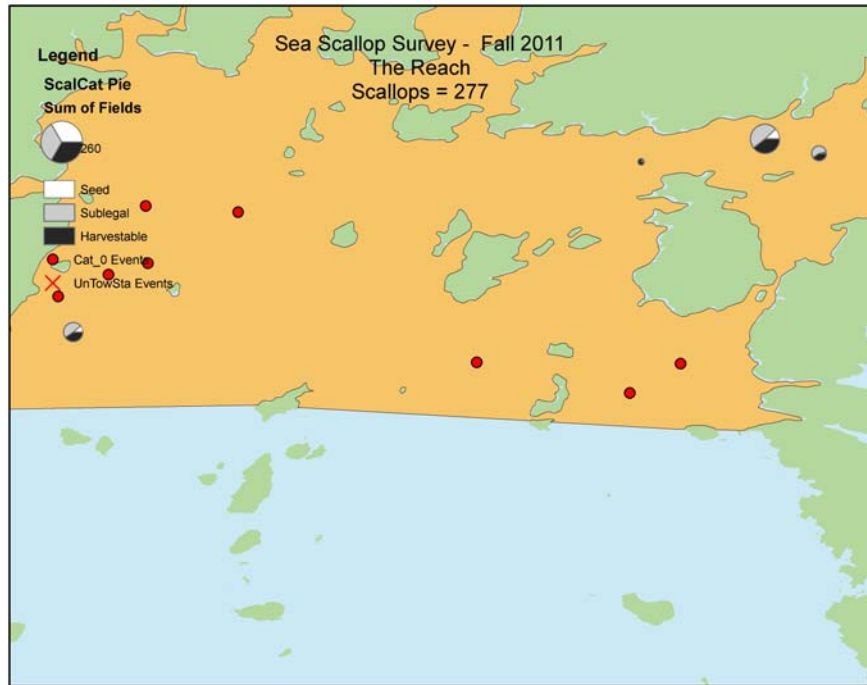 Sea Scallop Survey - Fall 2011
The Reach
Scallops = 277
Legend
ScalCat Pie
Sum of Fields
260
Seed
Sublegal
Harvestable
Cat_0 Events
UnTowSta Events